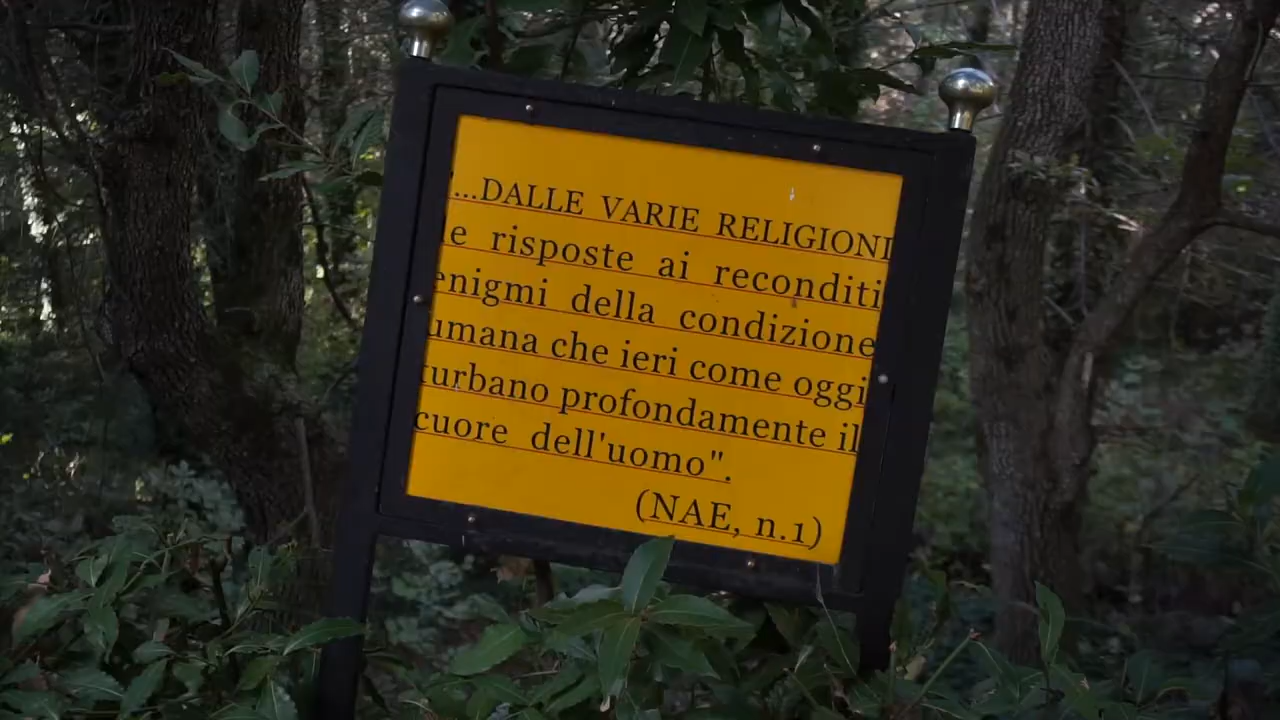 "...DALLE VARIE RELIGIONI
e risposte ai reconditi
enigmi della condizione
umana che ieri come oggi
turbano profondamente il
cuore dell'uomo".
(NAE, n.1)